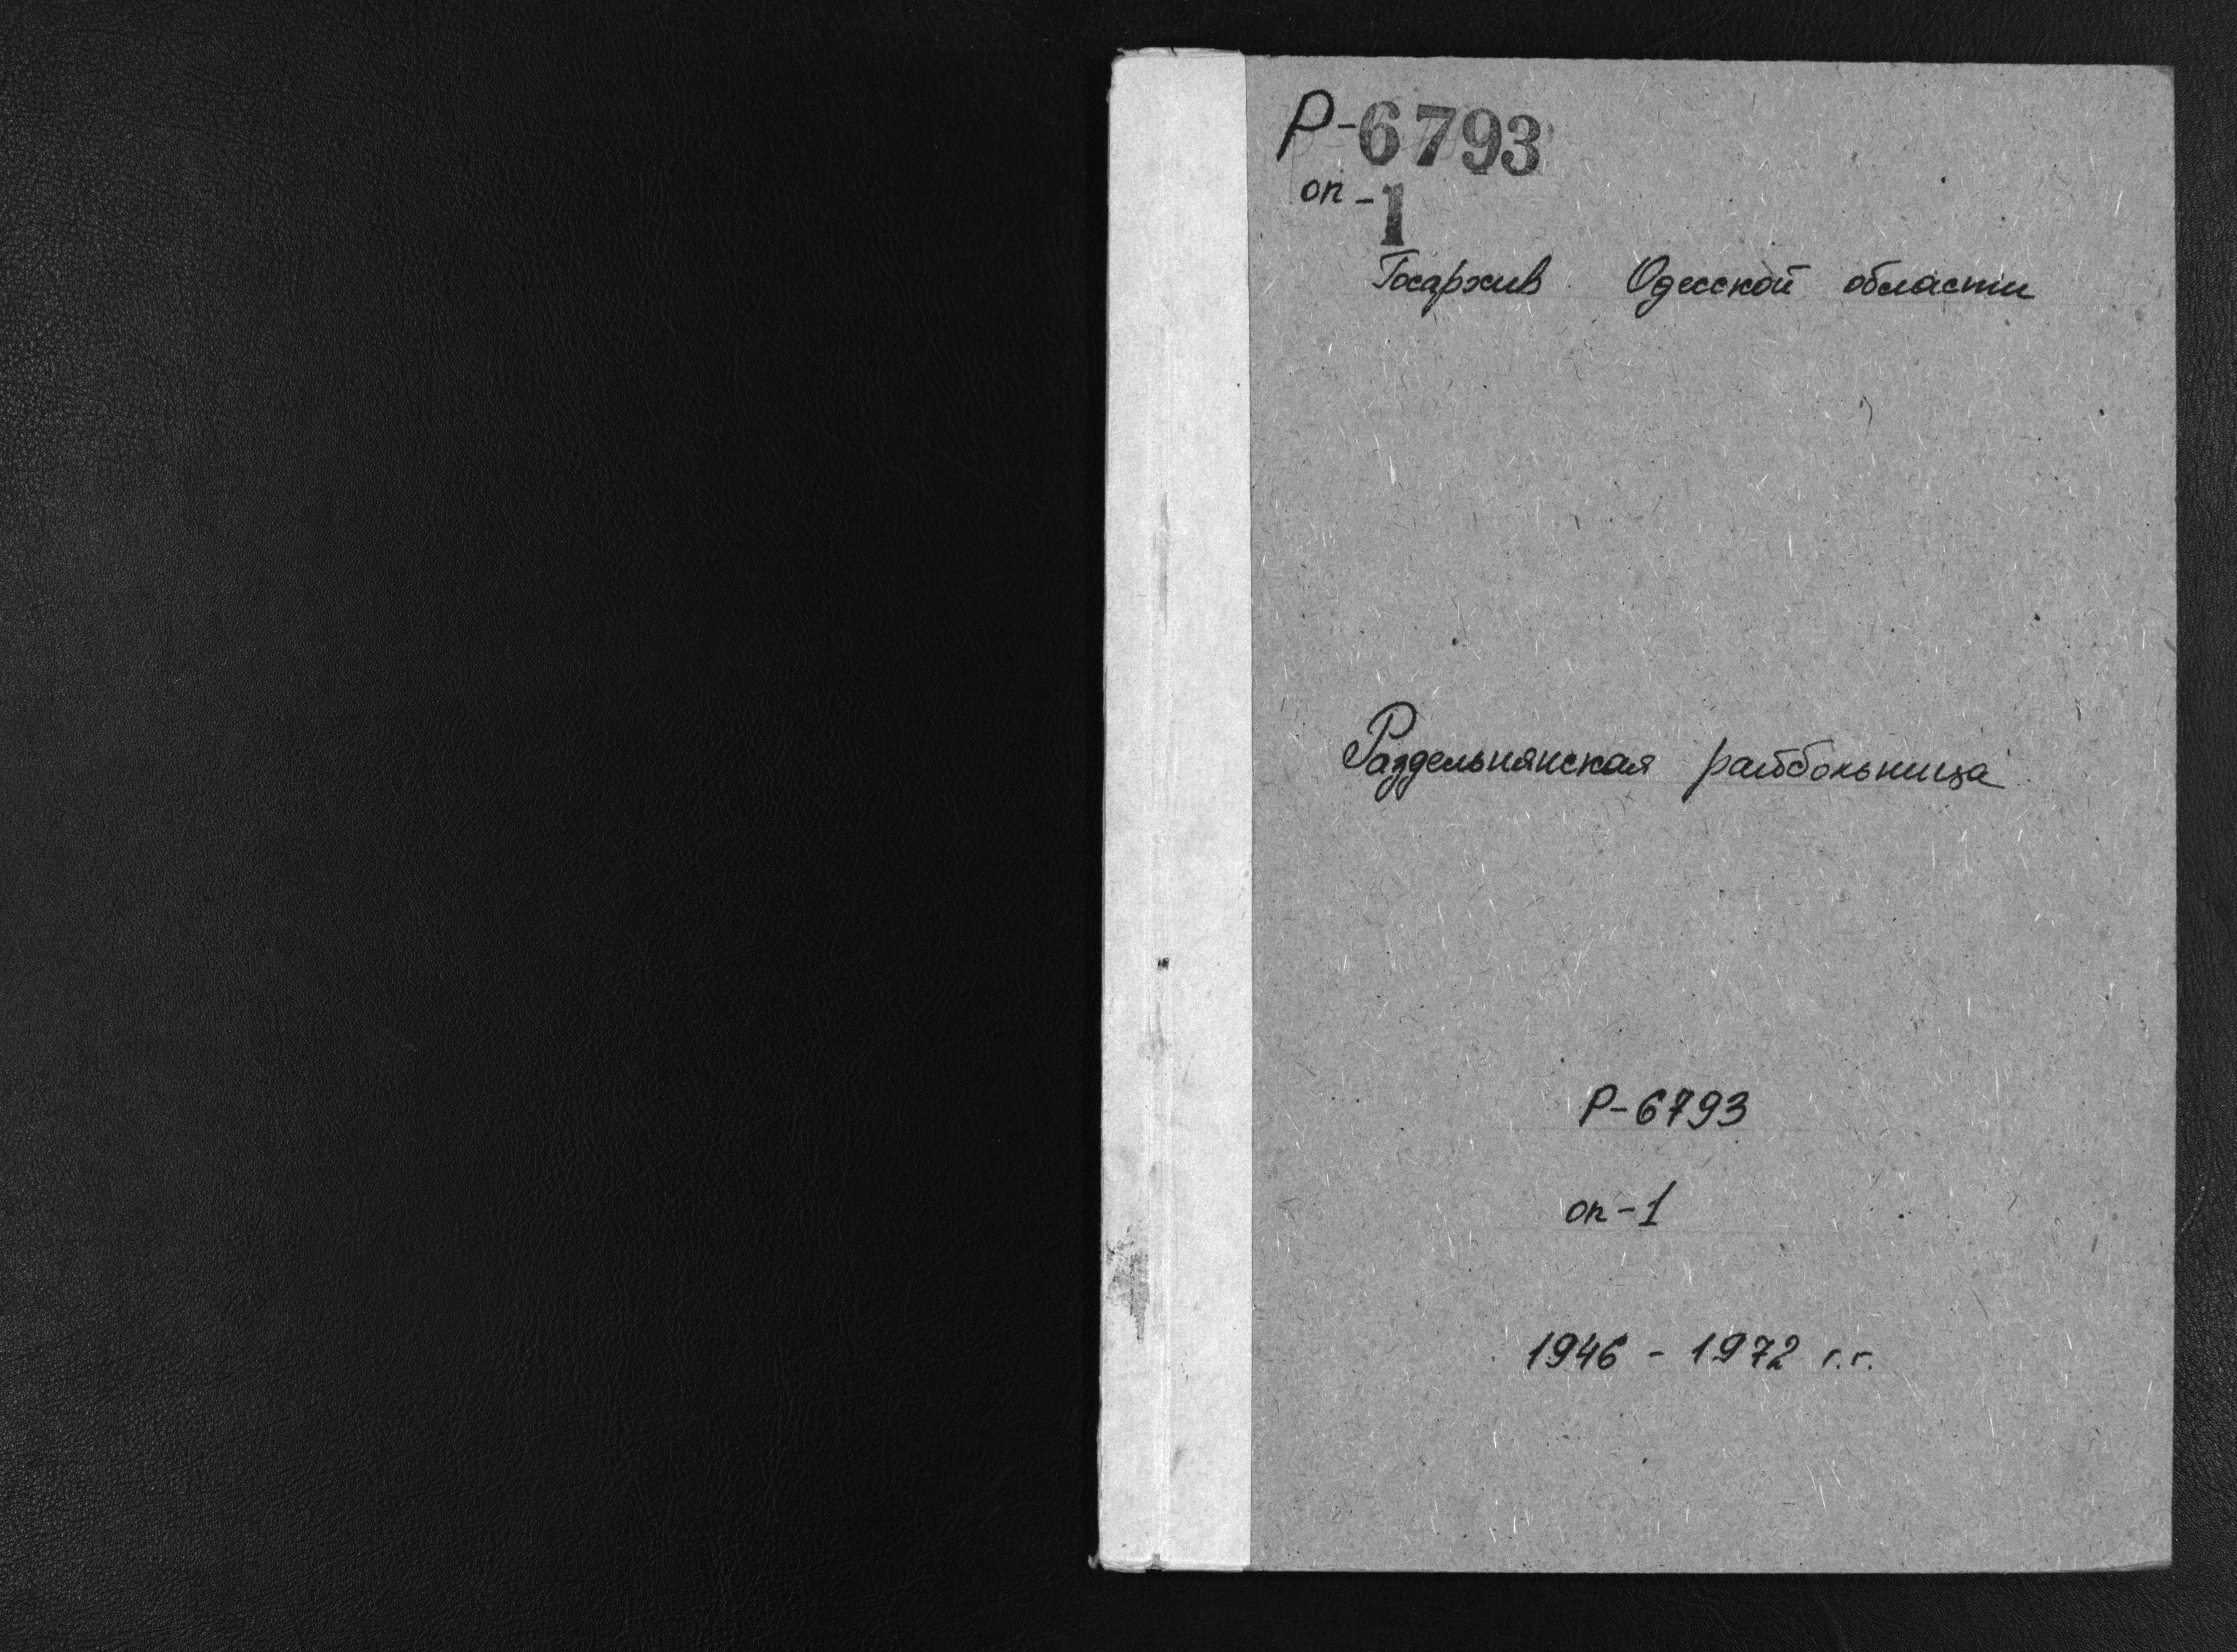 Р-6793
оп-1
Госархив Одесской области
Раздельнянская райбольница
Р-6793
оп-1
1946 - 1972 г.г.